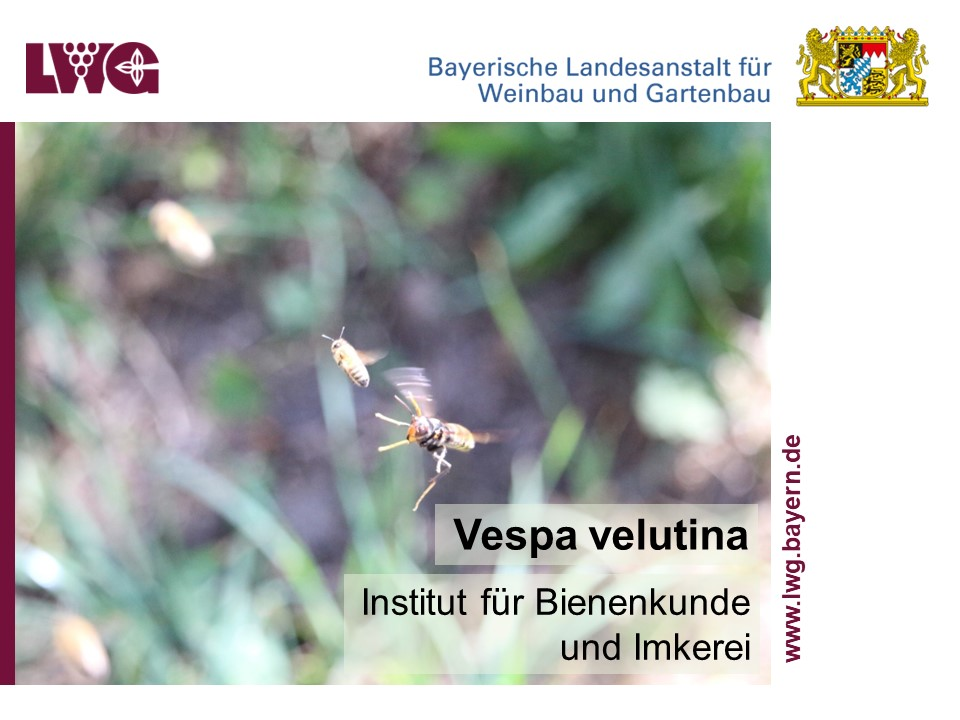 LWG
Bayerische Landesanstalt für
Weinbau und Gartenbau
Vespa velutina
Institut für Bienenkunde
und Imkerei
www.lwg.bayern.de